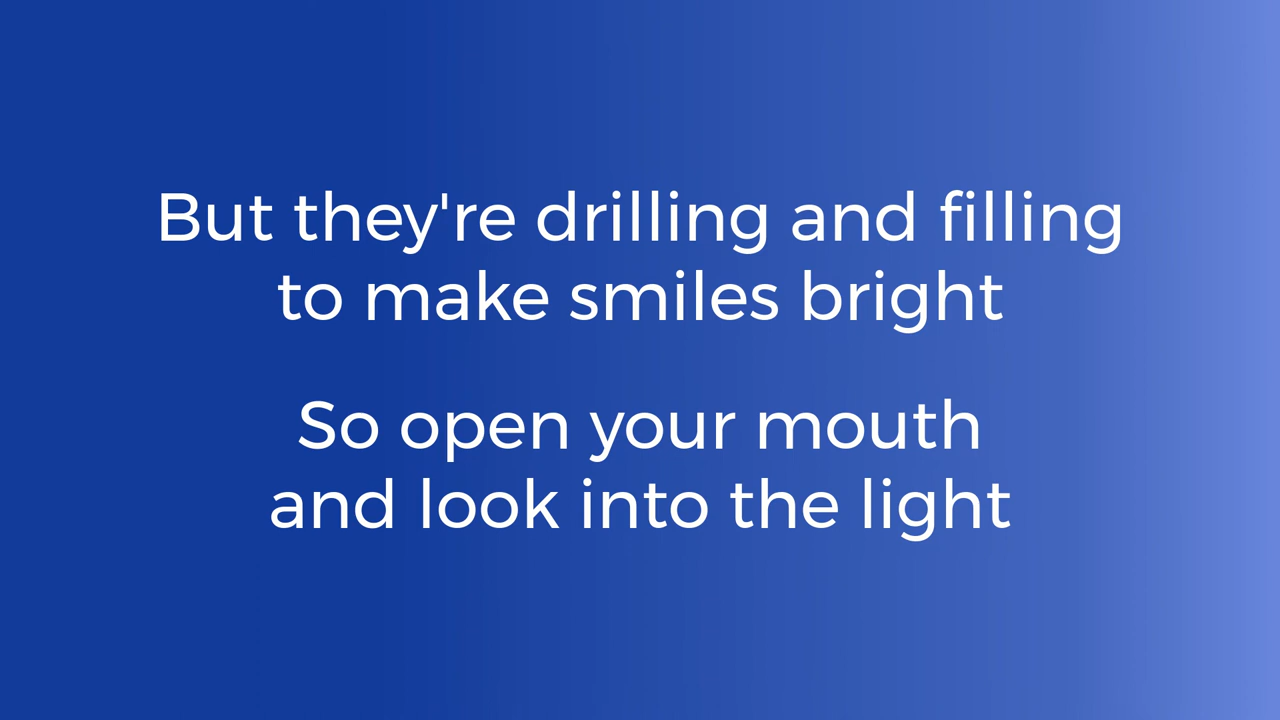 But they're drilling and filling
to make smiles bright
So open your mouth
and look into the light